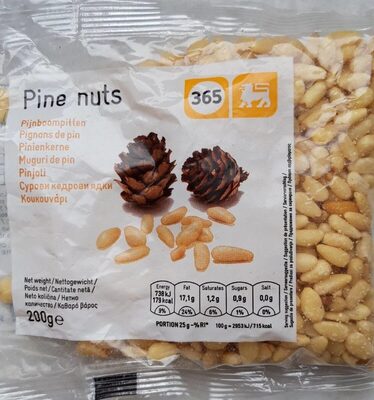 Pine nuts
365
Pijnboompitten
Pignons de pin
Pinienkerne
Muguri de pin
Pinjoli
Сурови кедрови ядки
Κουκουνάρι
Net weight / Nettogewicht /
Poids net / Cantitate netă /
Neto količina / Нетно
количество / Καθαρό βάρος
200g e
Energy Fat Saturates Sugars Salt
738 kJ
178 kcal 17,1g 1,2g 0,9g 0,0g
9% 24% 6% 1% 0%
PORTION 25g -% RI* 100g = 2953 kJ / 715 kcal